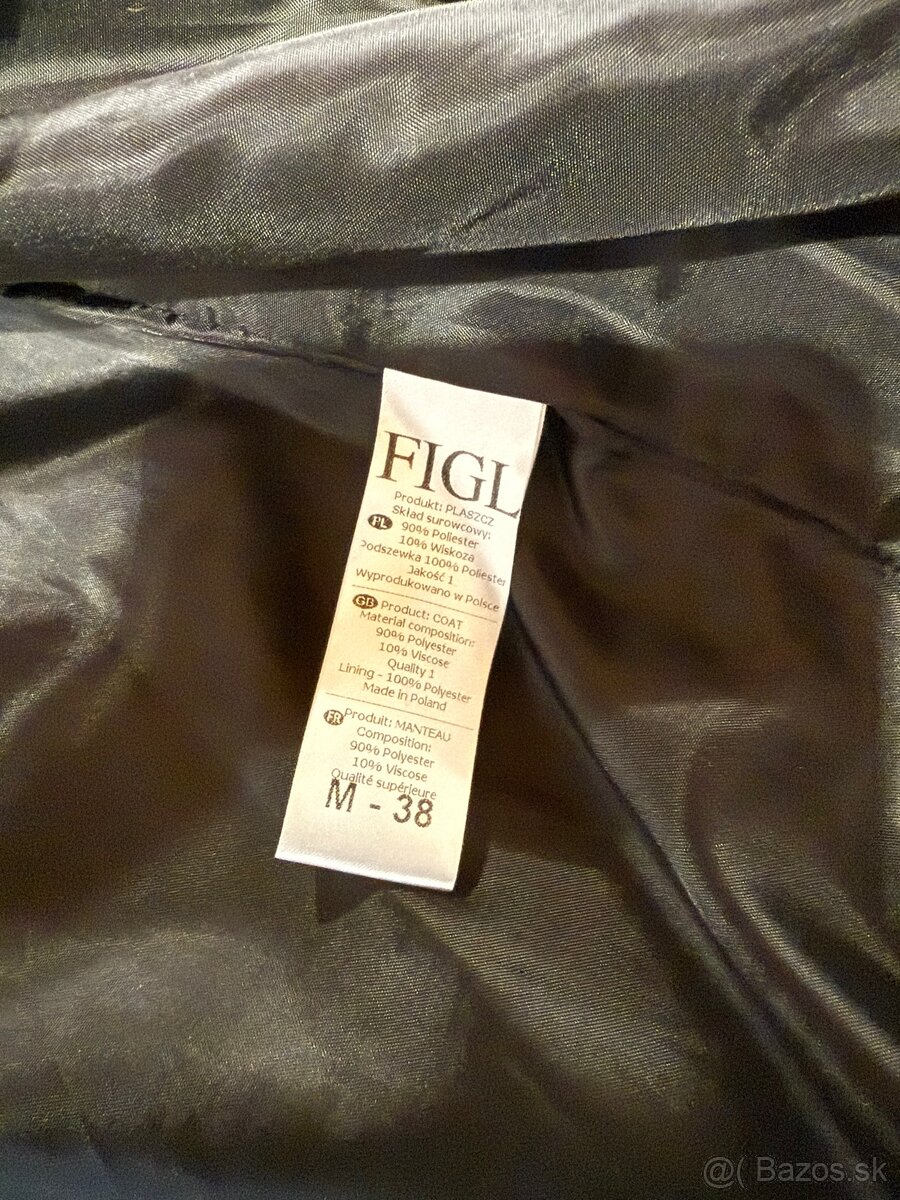 FIGL
Produkt: PLASZCZ
Skład surowcowy:
PL
90% Poliester
10% Wiskoza
Podszewka 100% Poliester
Jakość 1
Wyprodukowano w Polsce
GB Product: COAT
Material composition:
90% Polyester
10% Viscose
Quality 1
Lining - 100% Polyester
Made in Poland
FR Produit: MANTEAU
Composition:
90% Polyester
10% Viscose
Qualité supérieure
M - 38
@( Bazos.sk